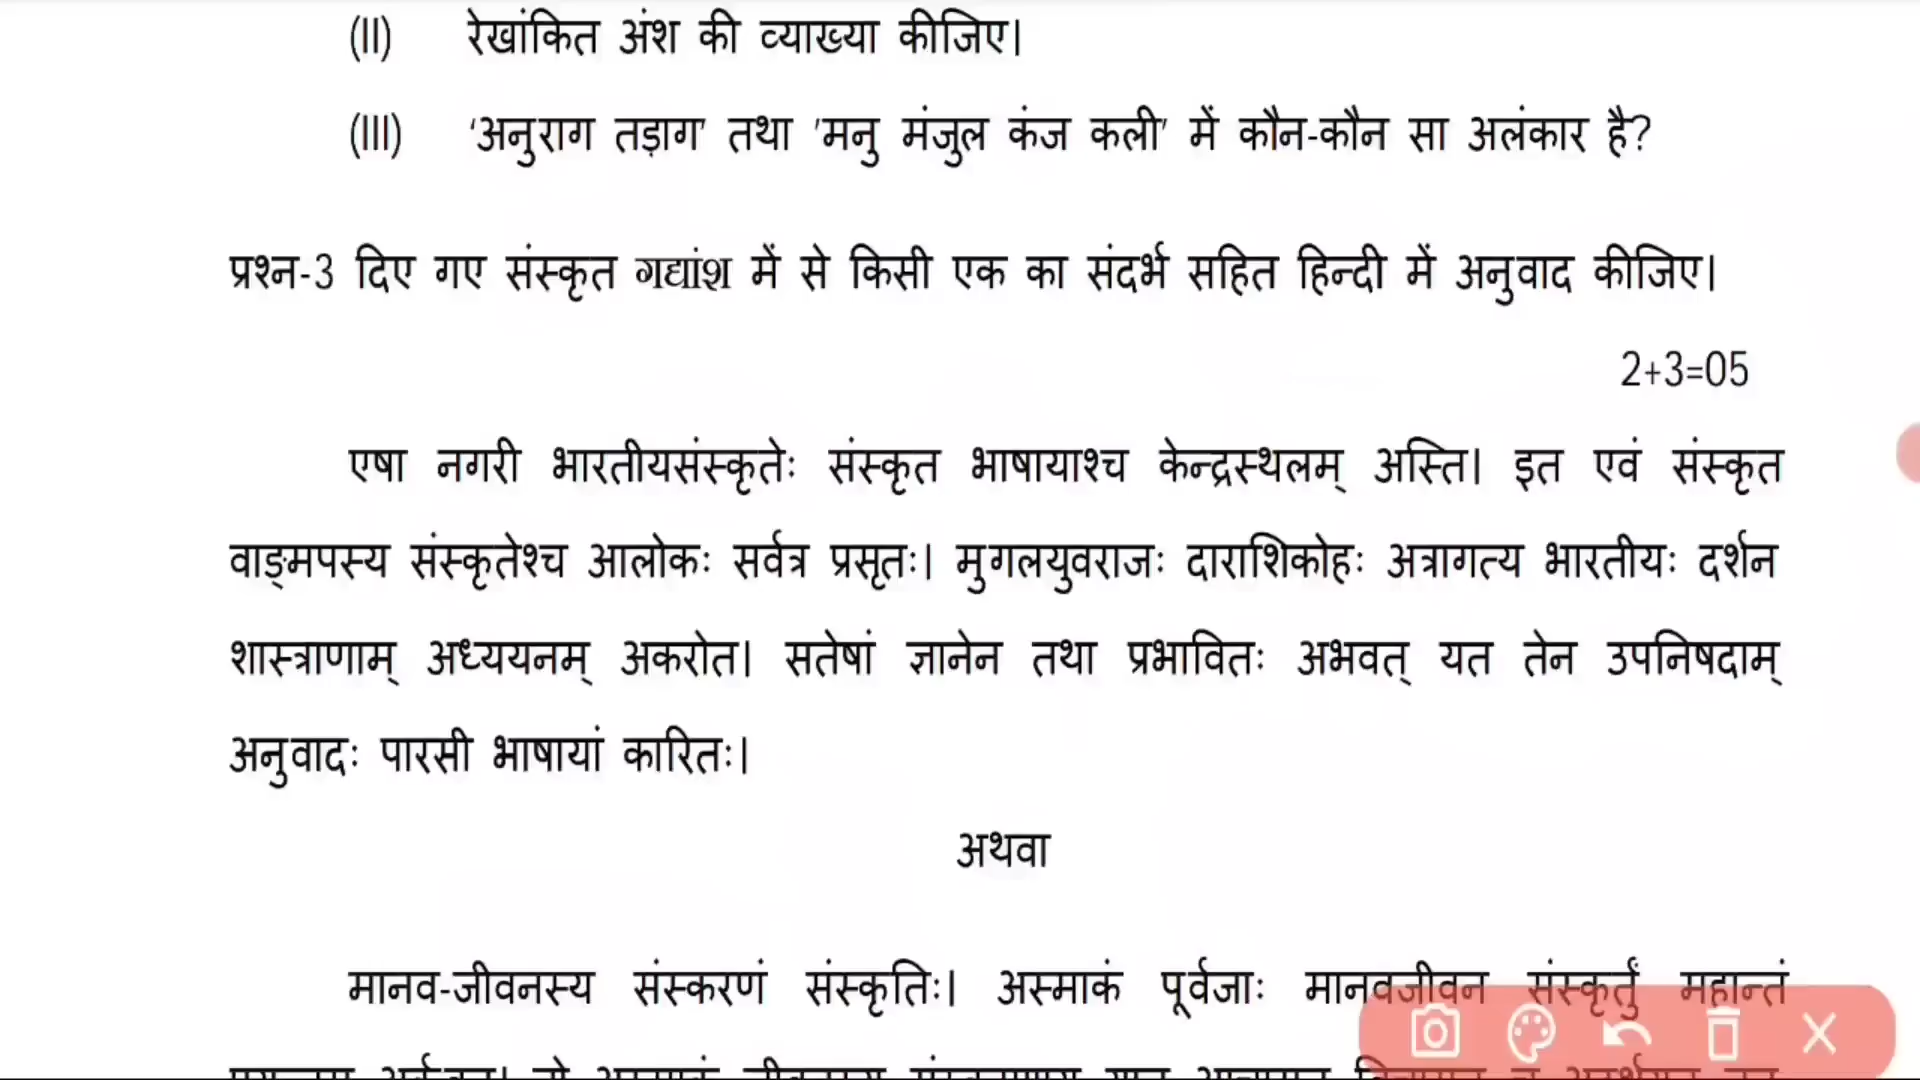 (II) रेखांकित अंश की व्याख्या कीजिए।
(III) 'अनुराग तड़ाग' तथा 'मनु मंजुल कंज कली' में कौन-कौन सा अलंकार है?
प्रश्न-3 दिए गए संस्कृत गद्यांश में से किसी एक का संदर्भ सहित हिन्दी में अनुवाद कीजिए।
2+3=05
एषा नगरी भारतीयसंस्कृतेः संस्कृत भाषायाश्च केन्द्रस्थलम् अस्ति। इत एवं संस्कृत
वाङ्मपस्य संस्कृतेश्च आलोकः सर्वत्र प्रसृतः। मुगलयुवराजः दाराशिकोहः अत्रागत्य भारतीयः दर्शन
शास्त्राणाम् अध्ययनम् अकरोत। सतेषां ज्ञानेन तथा प्रभावितः अभवत् यत तेन उपनिषदाम्
अनुवादः पारसी भाषायां कारितः।
अथवा
मानव-जीवनस्य संस्करणं संस्कृतिः। अस्माकं पूर्वजाः मानवजीवन संस्कृर्तुं महान्तं